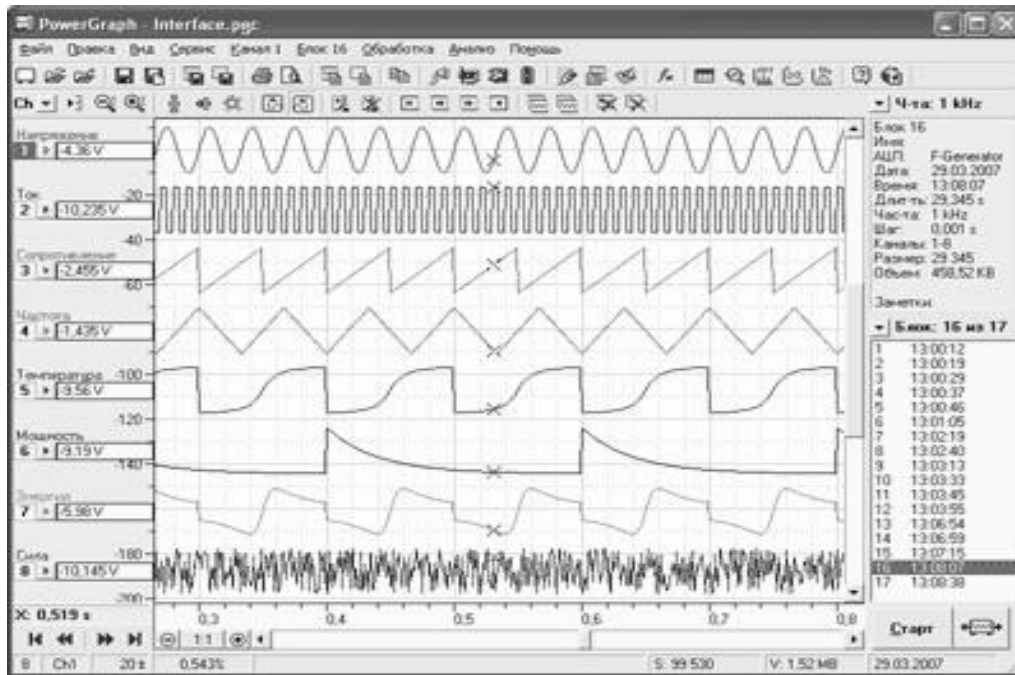 PowerGraph - Interface.pgc
Файл Правка Вид Сервис Канал 1 Блок 16 Обработка Анализ Помощь
Ch
Ч-та: 1 kHz
Напряжение
1 -4.36 V
Ток
2 -10,235 V
Сопротивление
3 -2,455 V
Частота
4 -1,435 V
Температура
5 -9.56 V
Мощность
6 -9.19 V
Энергия
7 -5.98 V
Сила
8 -10,145 V
-20
-40
-60
-100
-120
-140
-180
-200
0,3 0,4 0,5 0,6 0,7 0,8
X: 0,519 s
1:1
Блок 16
Имя:
АЦП: F-Generator
Дата: 29.03.2007
Время: 13:08:07
Длит-ть: 29,345 s
Час-та: 1 kHz
Шаг: 0,001 s
Каналы: 1-8
Размер: 29 345
Объем: 458,52 KB
Заметки:
Блок: 16 из 17
1 13:00:12
2 13:00:19
3 13:00:29
4 13:00:37
5 13:00:46
6 13:01:05
7 13:02:19
8 13:02:40
9 13:03:13
10 13:03:33
11 13:03:45
12 13:03:55
13 13:06:54
14 13:06:59
15 13:07:15
16 13:08:07
17 13:08:38
Старт
8 Ch1 20 ± 0,543% S: 99 530 V: 1.52 MB 29.03.2007